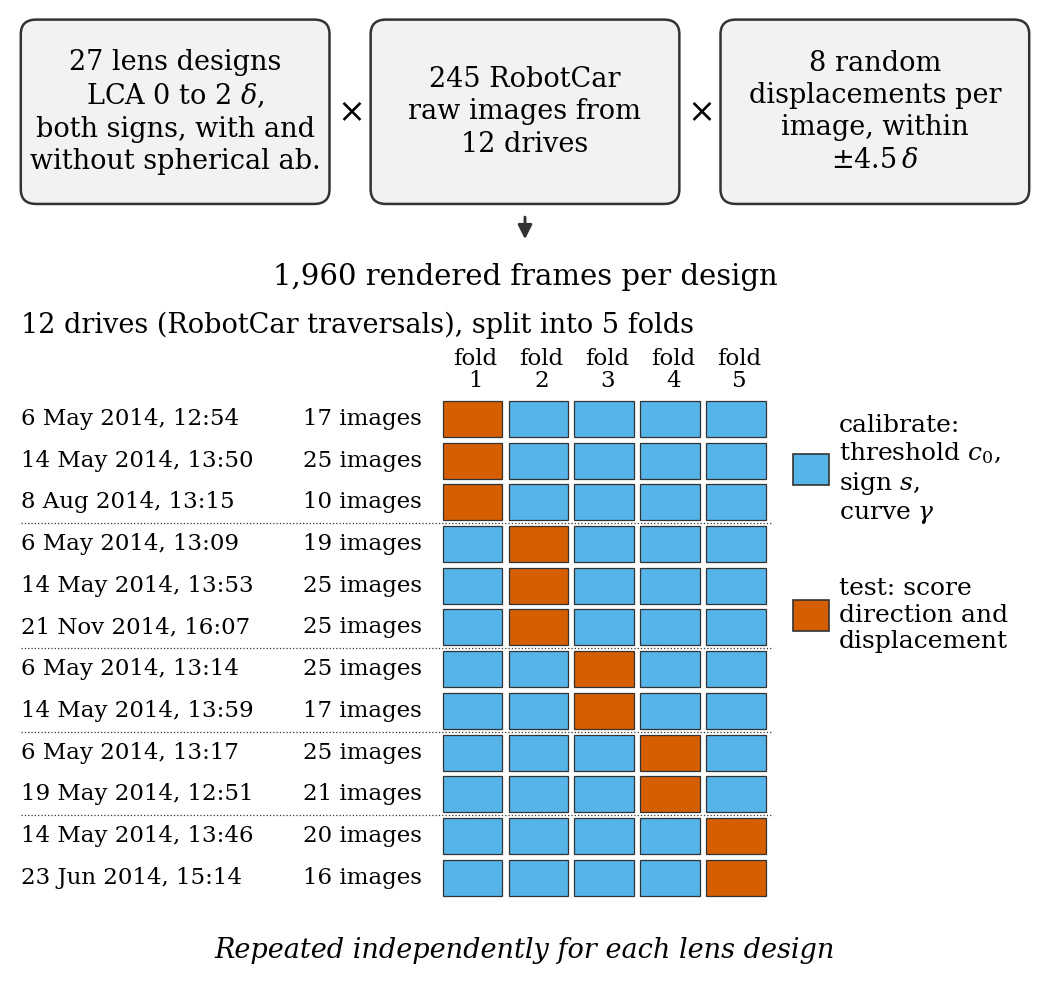 27 lens designs
LCA 0 to 2 δ,
both signs, with and
without spherical ab.
×
245 RobotCar
raw images from
12 drives
×
8 random
displacements per
image, within
±4.5 δ
1,960 rendered frames per design
12 drives (RobotCar traversals), split into 5 folds
fold 1 fold 2 fold 3 fold 4 fold 5
6 May 2014, 12:54 17 images
14 May 2014, 13:50 25 images
8 Aug 2014, 13:15 10 images
6 May 2014, 13:09 19 images
14 May 2014, 13:53 25 images
21 Nov 2014, 16:07 25 images
6 May 2014, 13:14 25 images
14 May 2014, 13:59 17 images
6 May 2014, 13:17 25 images
19 May 2014, 12:51 21 images
14 May 2014, 13:46 20 images
23 Jun 2014, 15:14 16 images
calibrate:
threshold c₀,
sign s,
curve γ
test: score
direction and
displacement
Repeated independently for each lens design